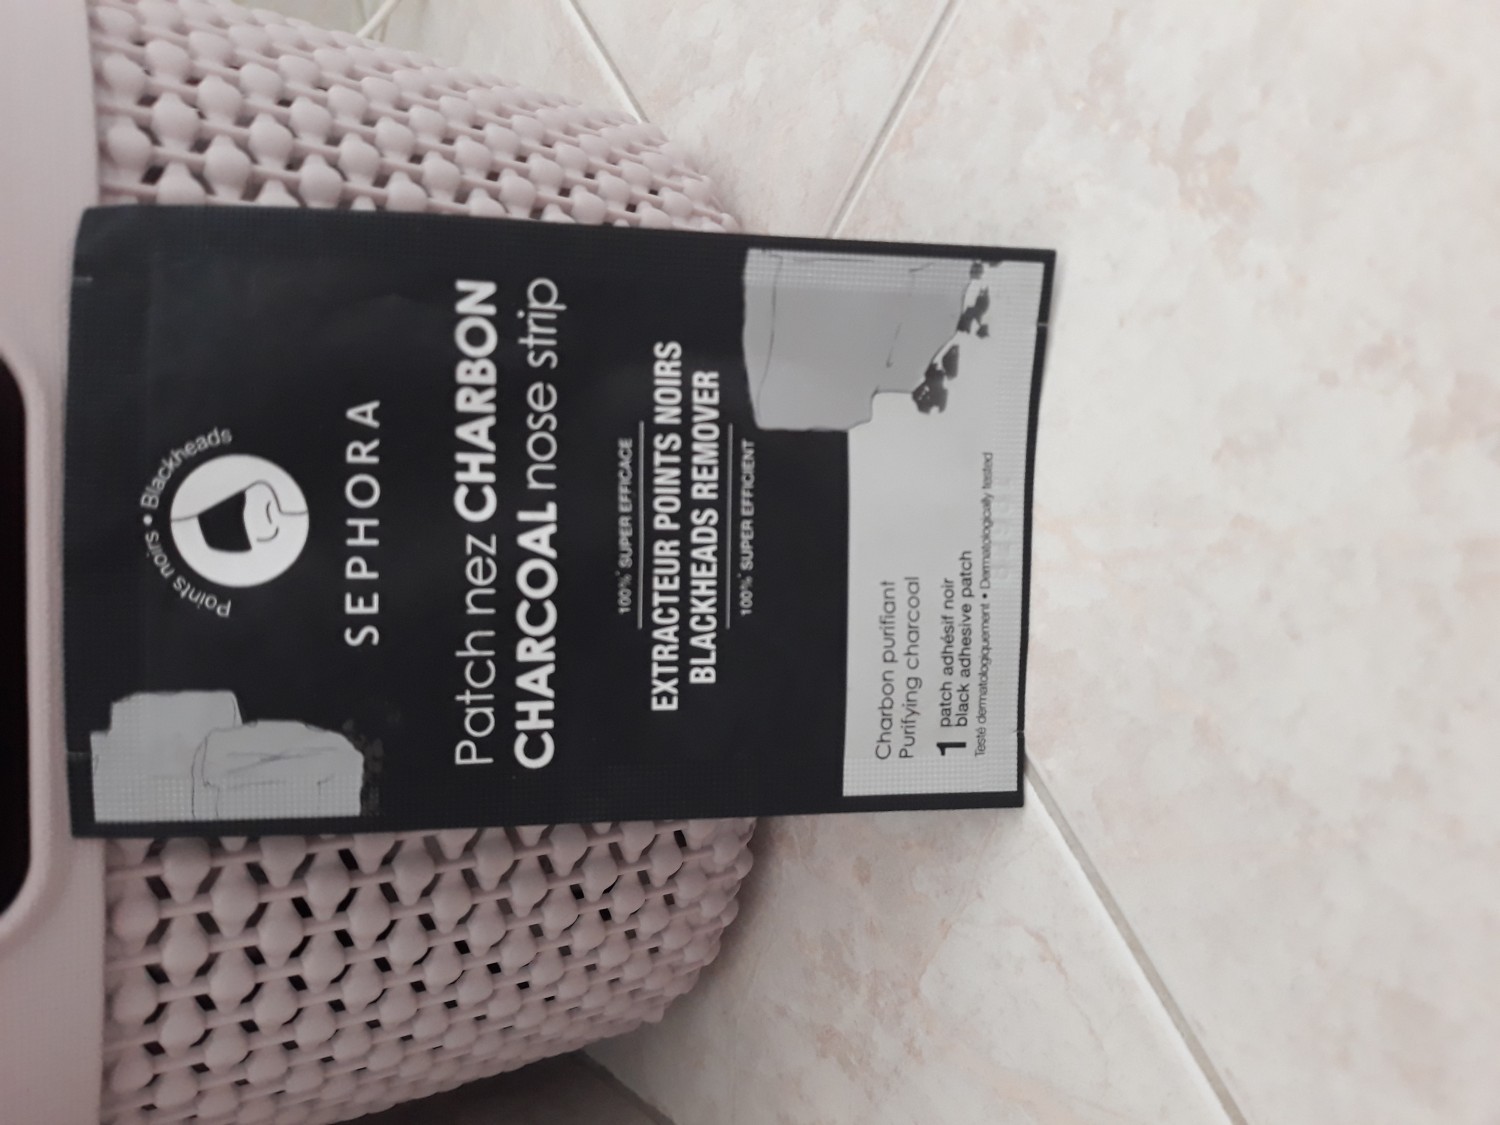 Points noirs • Blackheads
SEPHORA
Patch nez CHARBON
CHARCOAL nose strip
100%* SUPER EFFICACE
EXTRACTEUR POINTS NOIRS
BLACKHEADS REMOVER
100%* SUPER EFFICIENT
Charbon purifiant
Purifying charcoal
1 patch adhésif noir
black adhesive patch
Testé dermatologiquement • Dermatologically tested